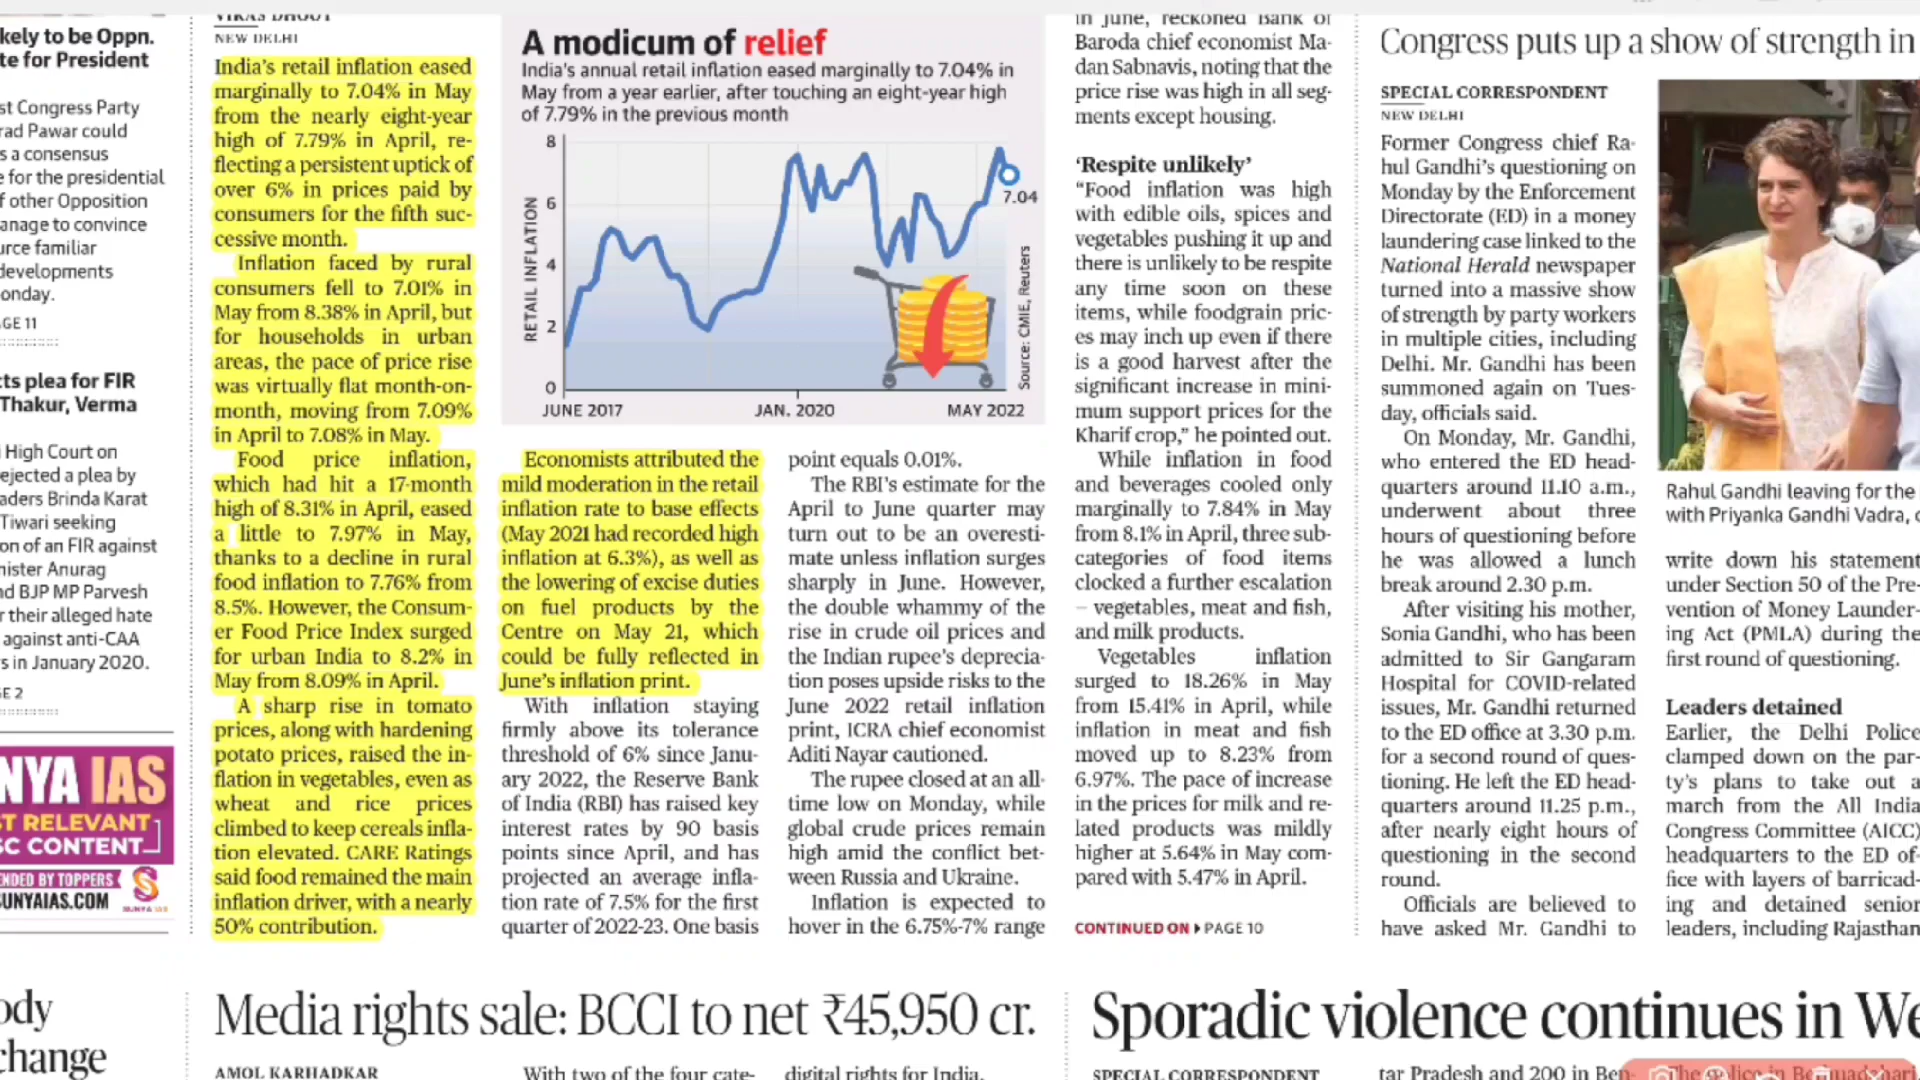 kely to be Oppn.
te for President
st Congress Party
rad Pawar could
s a consensus
e for the presidential
f other Opposition
anage to convince
urce familiar
developments
onday.
GE 11
cts plea for FIR
Thakur, Verma
High Court on
ejected a plea by
aders Brinda Karat
Tiwari seeking
on of an FIR against
nister Anurag
nd BJP MP Parvesh
r their alleged hate
against anti-CAA
s in January 2020.
GE 2
NYA IAS
ST RELEVANT
SC CONTENT
ENDED BY TOPPERS
SUNYAIAS.COM
SUNYA IAS
VIKAS DHOOT
NEW DELHI
India's retail inflation eased
marginally to 7.04% in May
from the nearly eight-year
high of 7.79% in April, re-
flecting a persistent uptick of
over 6% in prices paid by
consumers for the fifth suc-
cessive month.
Inflation faced by rural
consumers fell to 7.01% in
May from 8.38% in April, but
for households in urban
areas, the pace of price rise
was virtually flat month-on-
month, moving from 7.09%
in April to 7.08% in May.
Food price inflation,
which had hit a 17-month
high of 8.31% in April, eased
a little to 7.97% in May,
thanks to a decline in rural
food inflation to 7.76% from
8.5%. However, the Consum-
er Food Price Index surged
for urban India to 8.2% in
May from 8.09% in April.
A sharp rise in tomato
prices, along with hardening
potato prices, raised the in-
flation in vegetables, even as
wheat and rice prices
climbed to keep cereals infla-
tion elevated. CARE Ratings
said food remained the main
inflation driver, with a nearly
50% contribution.
A modicum of relief
India's annual retail inflation eased marginally to 7.04% in
May from a year earlier, after touching an eight-year high
of 7.79% in the previous month
RETAIL INFLATION
8
6
4
2
0
7.04
JUNE 2017
JAN. 2020
MAY 2022
Source: CMIE, Reuters
Economists attributed the
mild moderation in the retail
inflation rate to base effects
(May 2021 had recorded high
inflation at 6.3%), as well as
the lowering of excise duties
on fuel products by the
Centre on May 21, which
could be fully reflected in
June's inflation print.
With inflation staying
firmly above its tolerance
threshold of 6% since Janu-
ary 2022, the Reserve Bank
of India (RBI) has raised key
interest rates by 90 basis
points since April, and has
projected an average infla-
tion rate of 7.5% for the first
quarter of 2022-23. One basis
point equals 0.01%.
The RBI's estimate for the
April to June quarter may
turn out to be an overesti-
mate unless inflation surges
sharply in June. However,
the double whammy of the
rise in crude oil prices and
the Indian rupee's deprecia-
tion poses upside risks to the
June 2022 retail inflation
print, ICRA chief economist
Aditi Nayar cautioned.
The rupee closed at an all-
time low on Monday, while
global crude prices remain
high amid the conflict bet-
ween Russia and Ukraine.
Inflation is expected to
hover in the 6.75%-7% range
in June, reckoned Bank of
Baroda chief economist Ma-
dan Sabnavis, noting that the
price rise was high in all seg-
ments except housing.
'Respite unlikely'
"Food inflation was high
with edible oils, spices and
vegetables pushing it up and
there is unlikely to be respite
any time soon on these
items, while foodgrain pric-
es may inch up even if there
is a good harvest after the
significant increase in mini-
mum support prices for the
Kharif crop," he pointed out.
While inflation in food
and beverages cooled only
marginally to 7.84% in May
from 8.1% in April, three sub-
categories of food items
clocked a further escalation
– vegetables, meat and fish,
and milk products.
Vegetables inflation
surged to 18.26% in May
from 15.41% in April, while
inflation in meat and fish
moved up to 8.23% from
6.97%. The pace of increase
in the prices for milk and re-
lated products was mildly
higher at 5.64% in May com-
pared with 5.47% in April.
CONTINUED ON PAGE 10
Congress puts up a show of strength in
SPECIAL CORRESPONDENT
NEW DELHI
Former Congress chief Ra-
hul Gandhi's questioning on
Monday by the Enforcement
Directorate (ED) in a money
laundering case linked to the
National Herald newspaper
turned into a massive show
of strength by party workers
in multiple cities, including
Delhi. Mr. Gandhi has been
summoned again on Tues-
day, officials said.
On Monday, Mr. Gandhi,
who entered the ED head-
quarters around 11.10 a.m.,
underwent about three
hours of questioning before
he was allowed a lunch
break around 2.30 p.m.
After visiting his mother,
Sonia Gandhi, who has been
admitted to Sir Gangaram
Hospital for COVID-related
issues, Mr. Gandhi returned
to the ED office at 3.30 p.m.
for a second round of ques-
tioning. He left the ED head-
quarters around 11.25 p.m.,
after nearly eight hours of
questioning in the second
round.
Officials are believed to
have asked Mr. Gandhi to
Rahul Gandhi leaving for the
with Priyanka Gandhi Vadra,
write down his statement
under Section 50 of the Pre-
vention of Money Launder-
ing Act (PMLA) during the
first round of questioning.
Leaders detained
Earlier, the Delhi Police
clamped down on the par-
ty's plans to take out a
march from the All India
Congress Committee (AICC)
headquarters to the ED of-
fice with layers of barricad-
ing and detained senior
leaders, including Rajasthan
ody
change
Media rights sale: BCCI to net ₹45,950 cr.
AMOL KARHADKAR
With two of the four cate-
digital rights for India,
Sporadic violence continues in We
SPECIAL CORRESPONDENT
tar Pradesh and 200 in Ben-